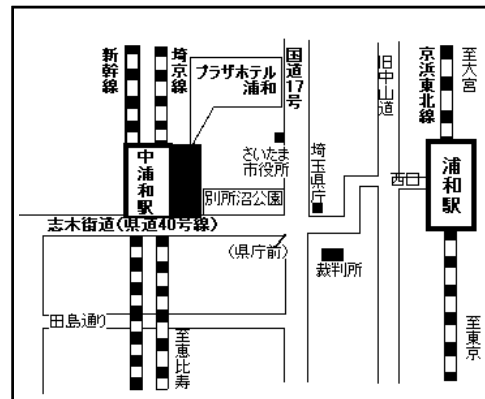 新幹線
埼京線
プラザホテル
浦和
国道17号
旧中山道
京浜東北線
至大宮
中浦和駅
さいたま
市役所
埼玉県庁
別所沼公園
西口
浦和駅
志木街道(県道40号線)
(県庁前)
裁判所
田島通り
至恵比寿
至東京